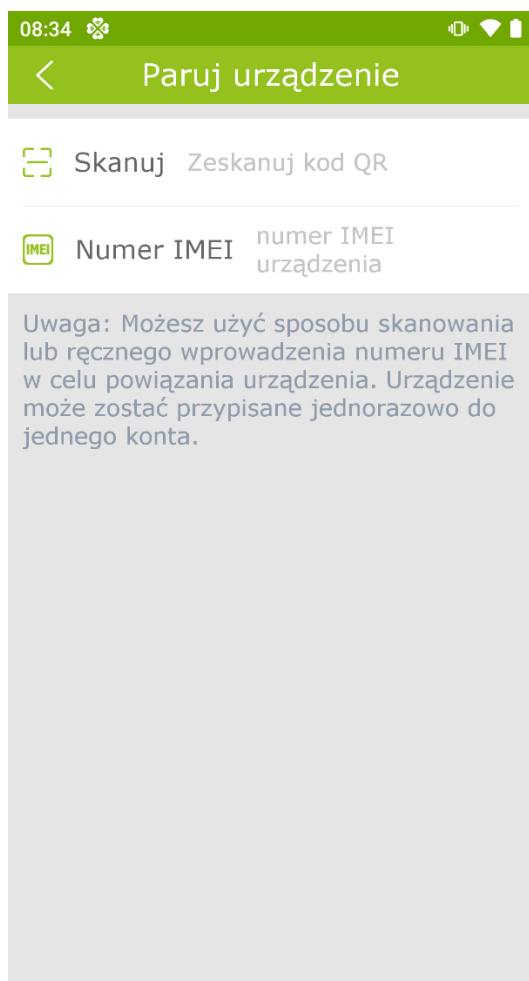 08:34
Paruj urządzenie
Skanuj Zeskanuj kod QR
IMEI Numer IMEI numer IMEI
urządzenia
Uwaga: Możesz użyć sposobu skanowania
lub ręcznego wprowadzenia numeru IMEI
w celu powiązania urządzenia. Urządzenie
może zostać przypisane jednorazowo do
jednego konta.